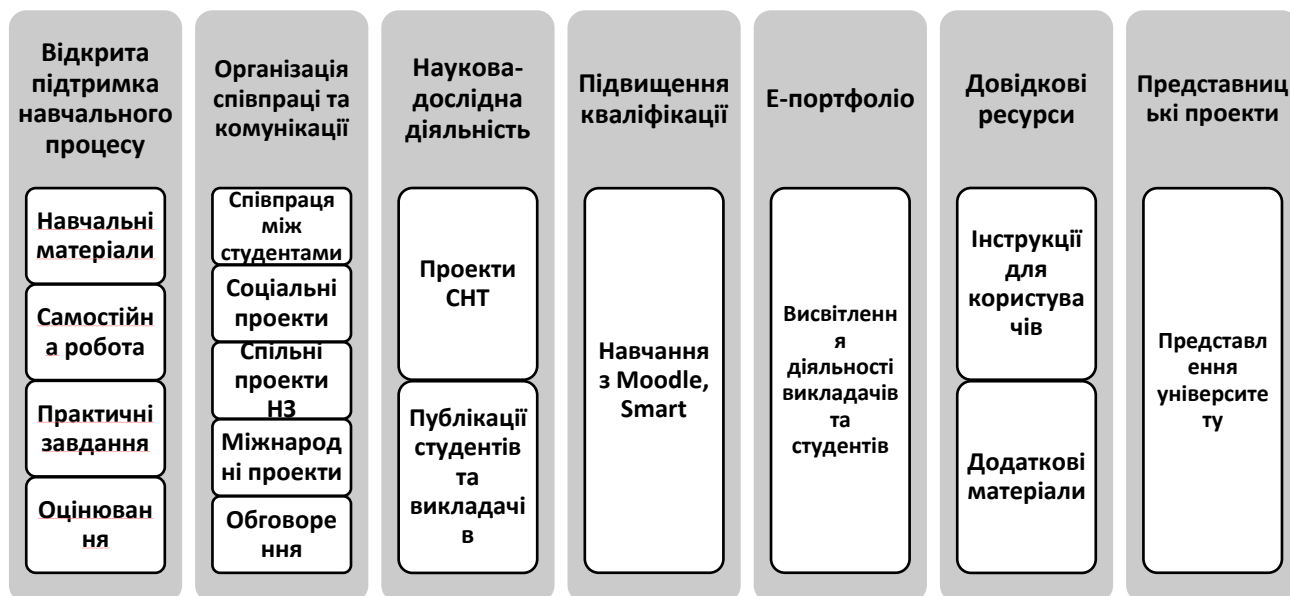 Відкрита
підтримка
навчального
процесу
Навчальні
матеріали
Самостійн
а робота
Практичні
завдання
Оцінюван
ня
Організація
співпраці та
комунікації
Співпраця
між
студентами
Соціальні
проекти
Спільні
проекти
НЗ
Міжнарод
ні проекти
Обговоре
ння
Наукова-
дослідна
діяльність
Проекти
СНТ
Публікації
студентів
та
викладачі
в
Підвищення
кваліфікації
Навчання
з Moodle,
Smart
Е-портфоліо
Висвітленн
я
діяльності
викладачів
та
студентів
Довідкові
ресурси
Інструкції
для
користува
чів
Додаткові
матеріали
Представниц
ькі проекти
Представл
ення
університе
ту